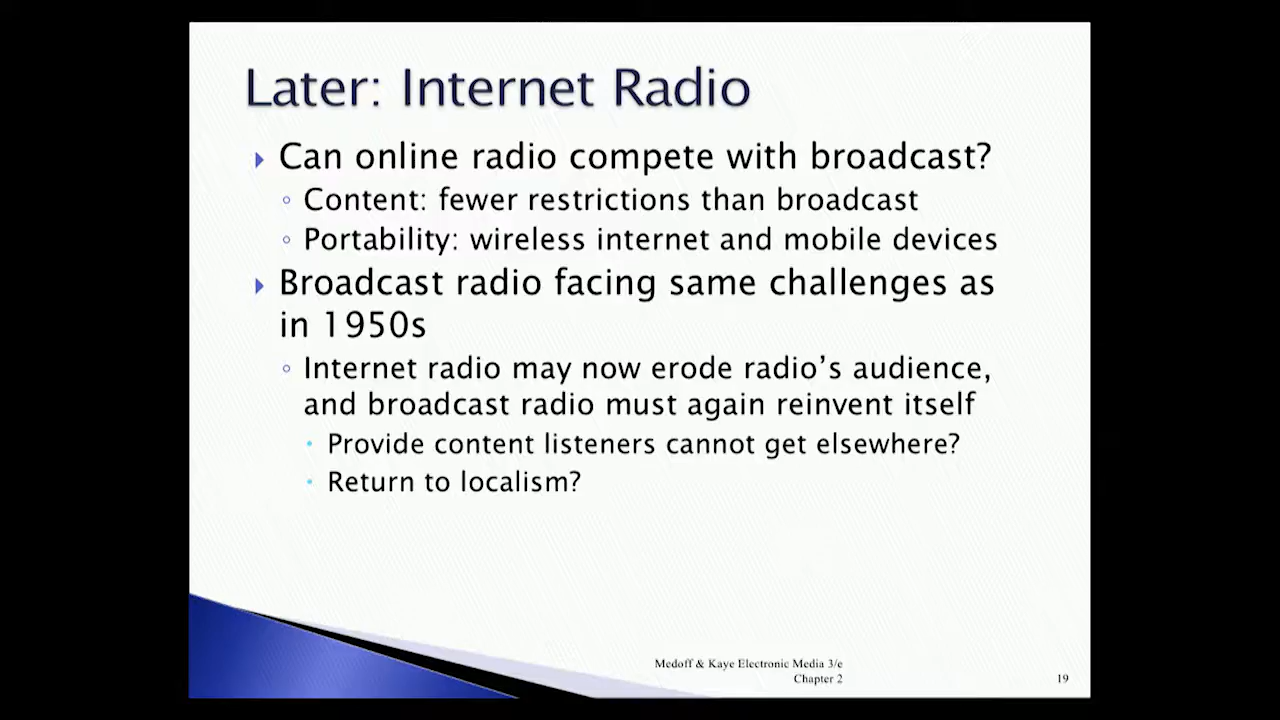 Later: Internet Radio
Can online radio compete with broadcast?
Content: fewer restrictions than broadcast
Portability: wireless internet and mobile devices
Broadcast radio facing same challenges as
in 1950s
Internet radio may now erode radio’s audience,
and broadcast radio must again reinvent itself
Provide content listeners cannot get elsewhere?
Return to localism?
Medoff & Kaye Electronic Media 3/e
Chapter 2
19